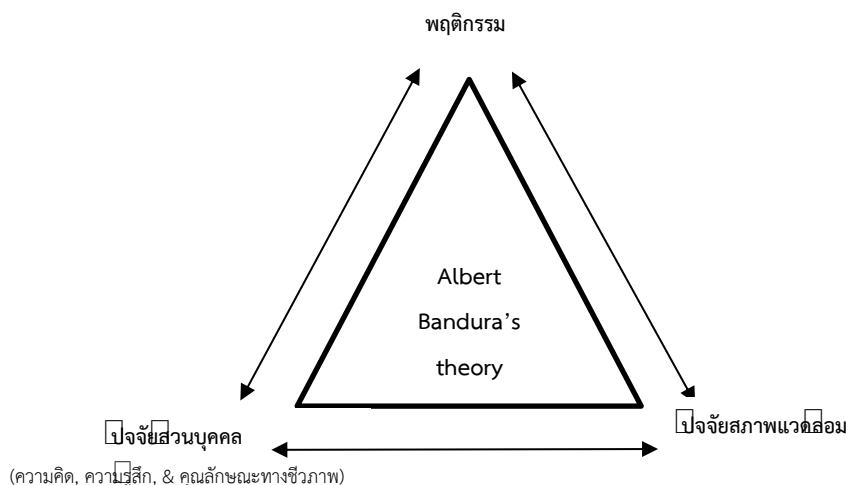 พฤติกรรม
Albert
Bandura's
theory
ปัจจัยส่วนบุคคล
ปัจจัยสภาพแวดล้อม
(ความคิด, ความรู้สึก, & คุณลักษณะทางชีวภาพ)